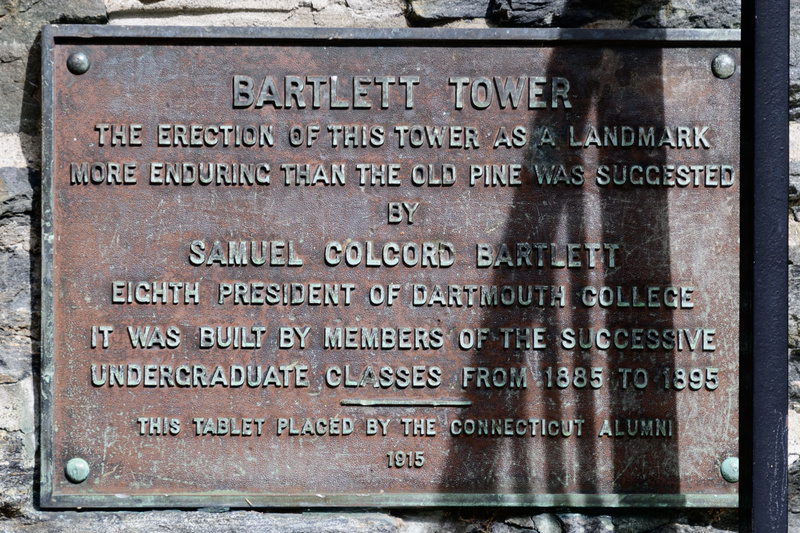 BARTLETT TOWER
THE ERECTION OF THIS TOWER AS A LANDMARK
MORE ENDURING THAN THE OLD PINE WAS SUGGESTED
BY
SAMUEL COLCORD BARTLETT
EIGHTH PRESIDENT OF DARTMOUTH COLLEGE
IT WAS BUILT BY MEMBERS OF THE SUCCESSIVE
UNDERGRADUATE CLASSES FROM 1885 TO 1895
THIS TABLET PLACED BY THE CONNECTICUT ALUMNI
1915